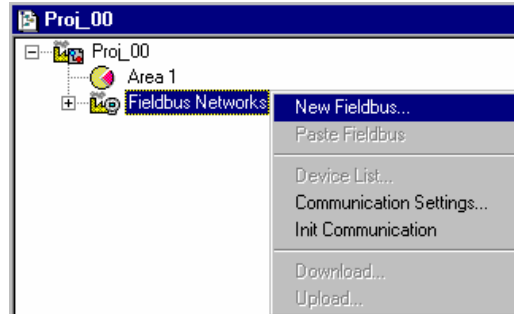 Proj_00
Proj_00
Area 1
Fieldbus Networks
New Fieldbus...
Paste Fieldbus
Device List...
Communication Settings...
Init Communication
Download...
Upload...